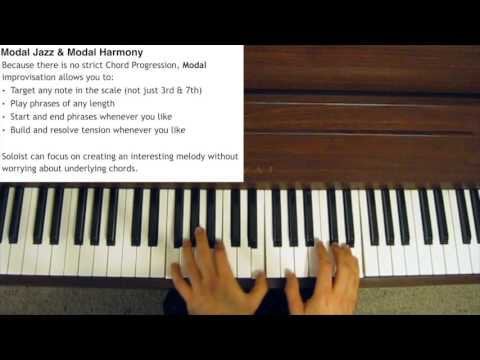 Modal Jazz & Modal Harmony
Because there is no strict Chord Progression, Modal
improvisation allows you to:
- Target any note in the scale (not just 3rd & 7th)
- Play phrases of any length
- Start and end phrases whenever you like
- Build and resolve tension whenever you like
Soloist can focus on creating an interesting melody without
worrying about underlying chords.